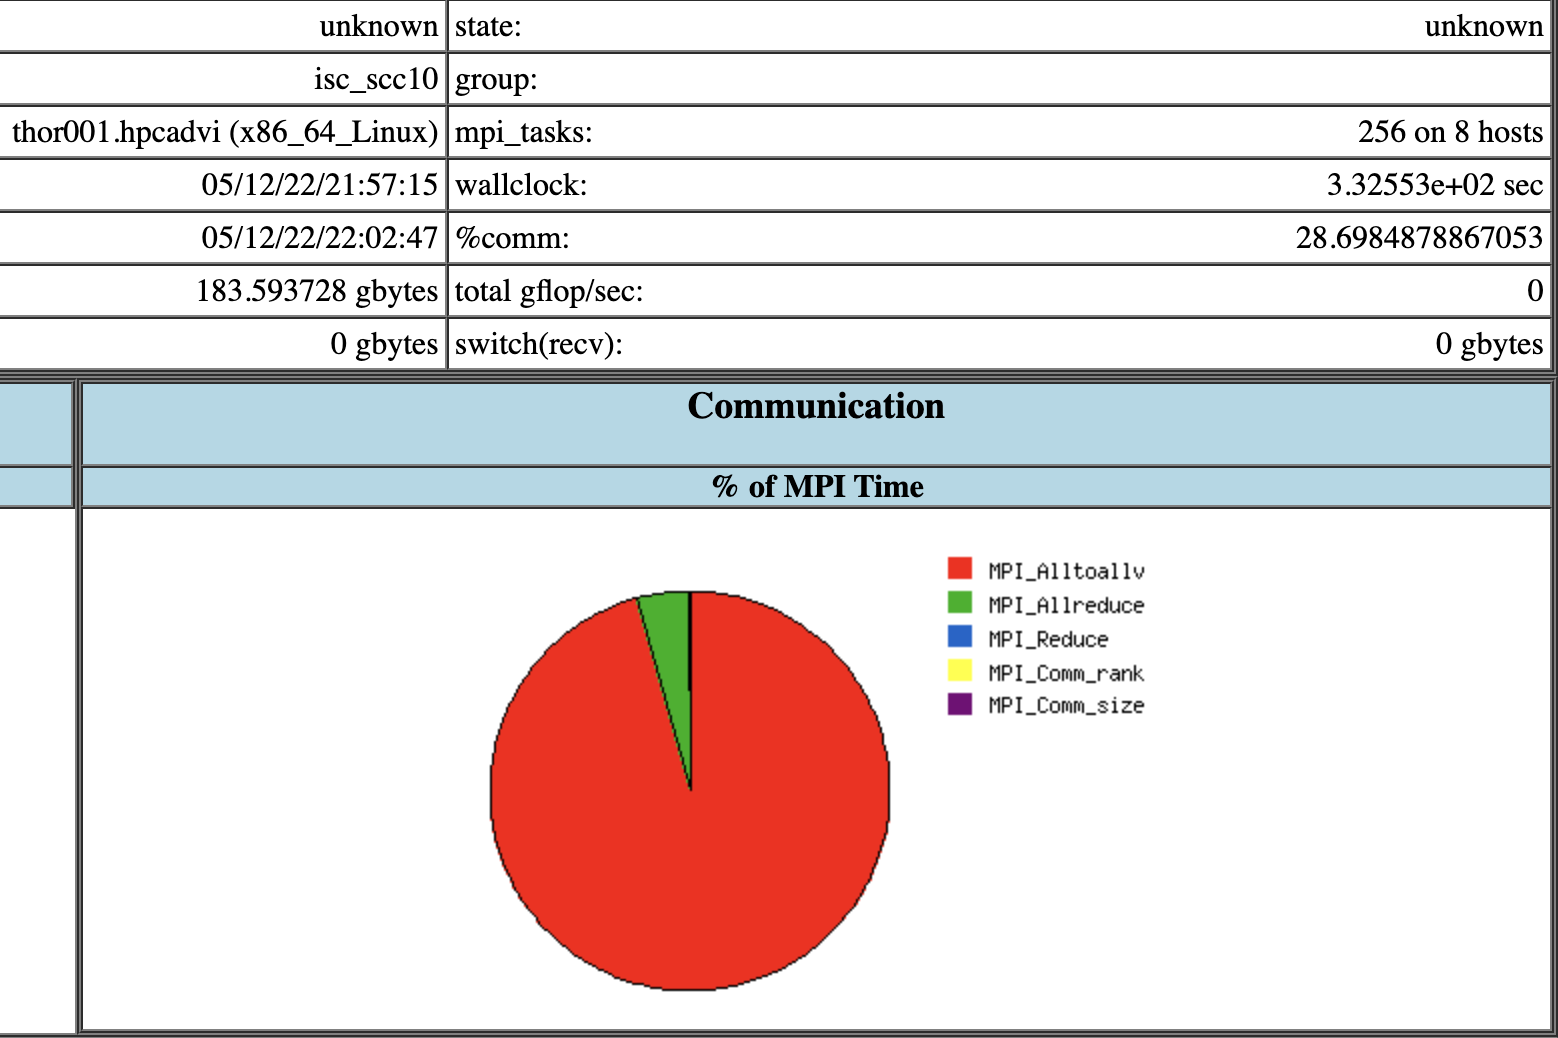 unknown state: unknown
isc_scc10 group:
thor001.hpcadvi (x86_64_Linux) mpi_tasks: 256 on 8 hosts
05/12/22/21:57:15 wallclock: 3.32553e+02 sec
05/12/22/22:02:47 %comm: 28.6984878867053
183.593728 gbytes total gflop/sec: 0
0 gbytes switch(recv): 0 gbytes
Communication
% of MPI Time
MPI_Alltoallv
MPI_Allreduce
MPI_Reduce
MPI_Comm_rank
MPI_Comm_size